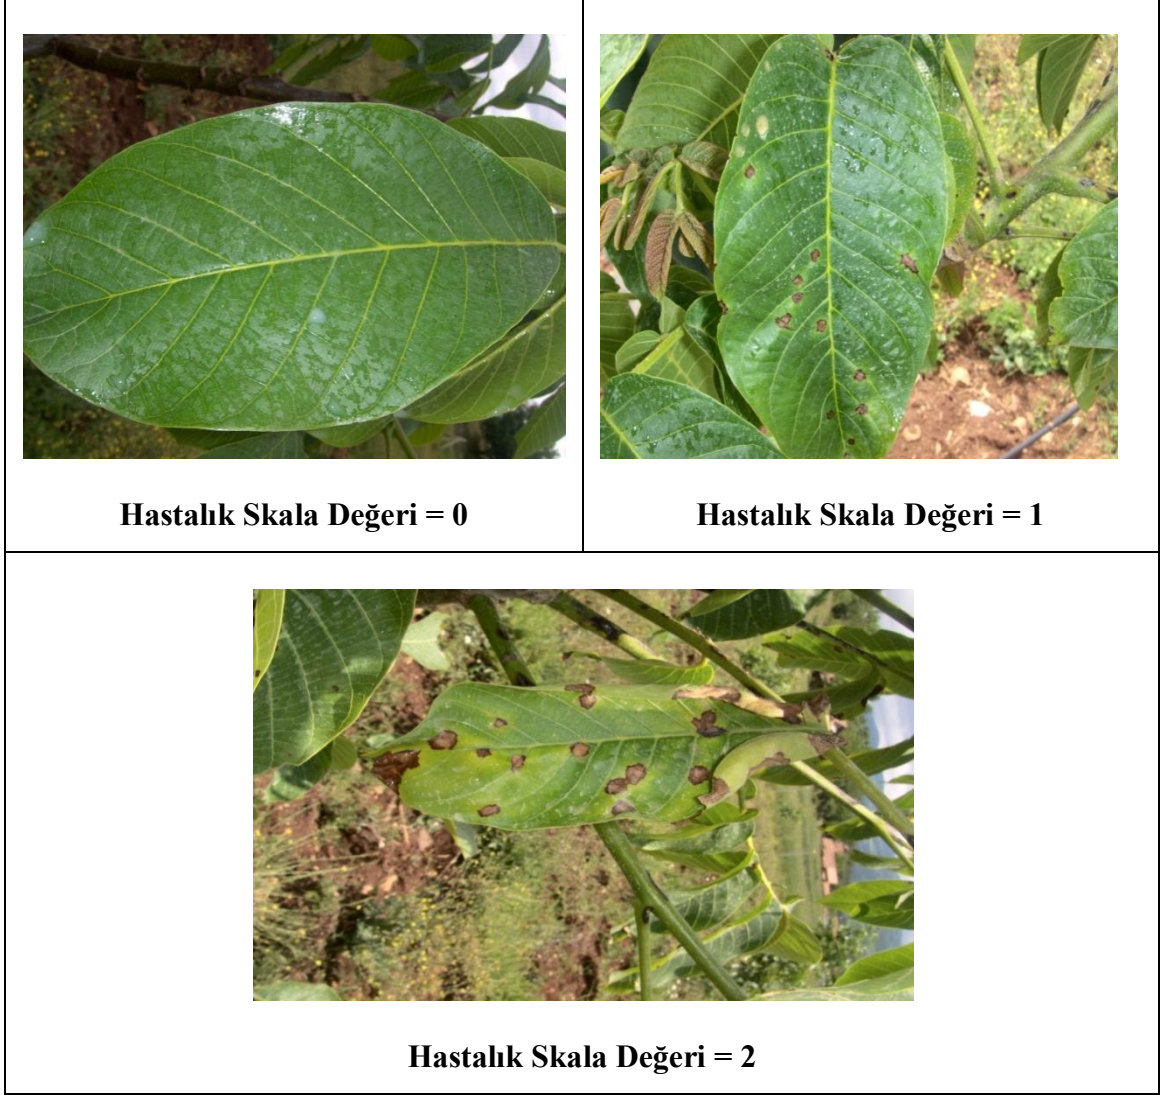 Hastalık Skala Değeri = 0
Hastalık Skala Değeri = 1
Hastalık Skala Değeri = 2